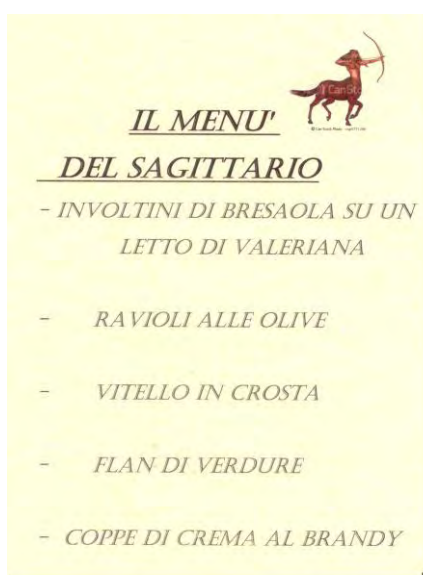 IL MENU'
DEL SAGITTARIO
- INVOLTINI DI BRESAOLA SU UN
LETTO DI VALERIANA
- RAVIOLI ALLE OLIVE
- VITELLO IN CROSTA
- FLAN DI VERDURE
- COPPE DI CREMA AL BRANDY